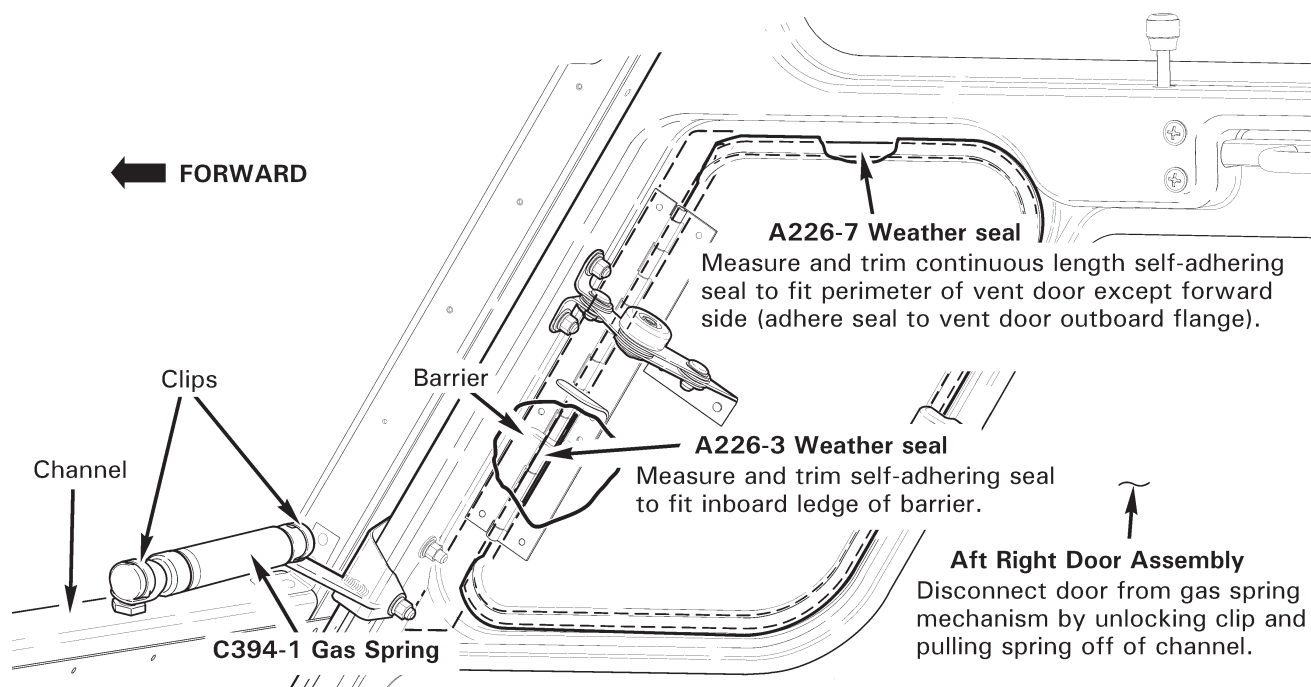 FORWARD
A226-7 Weather seal
Measure and trim continuous length self-adhering
seal to fit perimeter of vent door except forward
side (adhere seal to vent door outboard flange).
Clips
Barrier
A226-3 Weather seal
Measure and trim self-adhering seal
to fit inboard ledge of barrier.
Channel
Aft Right Door Assembly
Disconnect door from gas spring
mechanism by unlocking clip and
pulling spring off of channel.
C394-1 Gas Spring